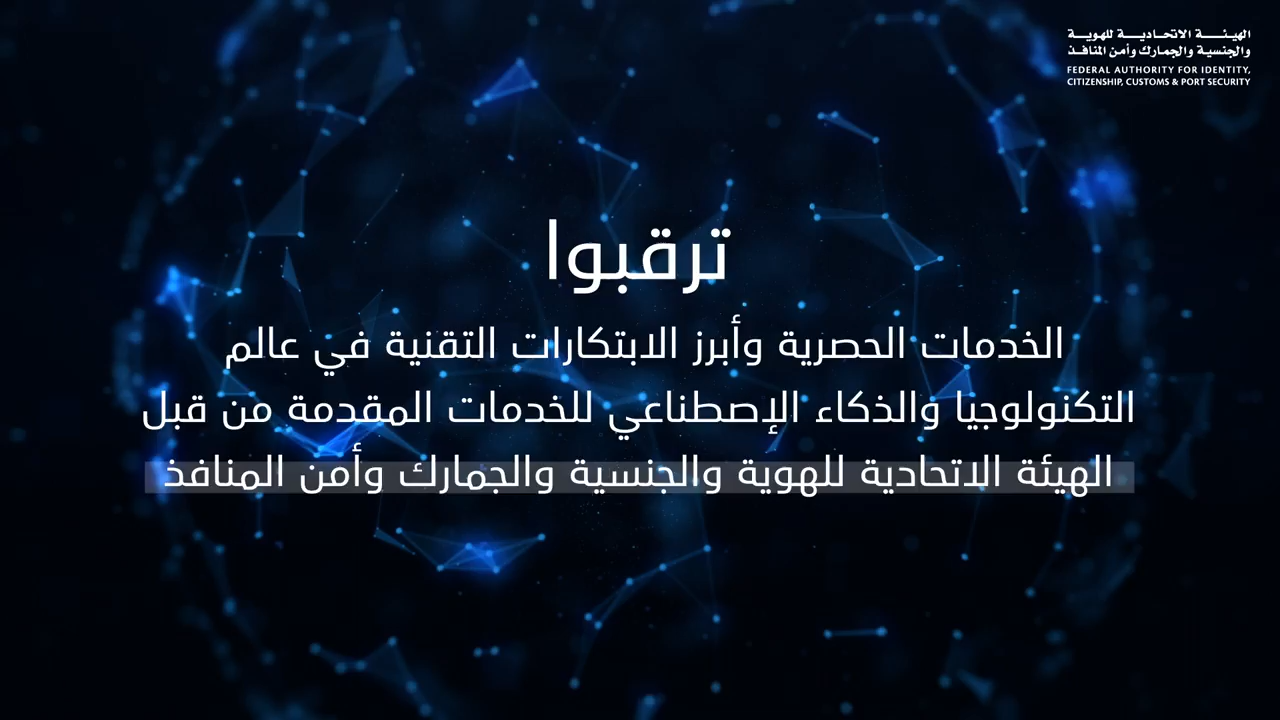 الهيئة الاتحادية للهوية
والجنسية والجمارك وأمن المنافذ
FEDERAL AUTHORITY FOR IDENTITY,
CITIZENSHIP, CUSTOMS & PORT SECURITY
ترقبوا
الخدمات الحصرية وأبرز الابتكارات التقنية في عالم
التكنولوجيا والذكاء الإصطناعي للخدمات المقدمة من قبل
الهيئة الاتحادية للهوية والجنسية والجمارك وأمن المنافذ